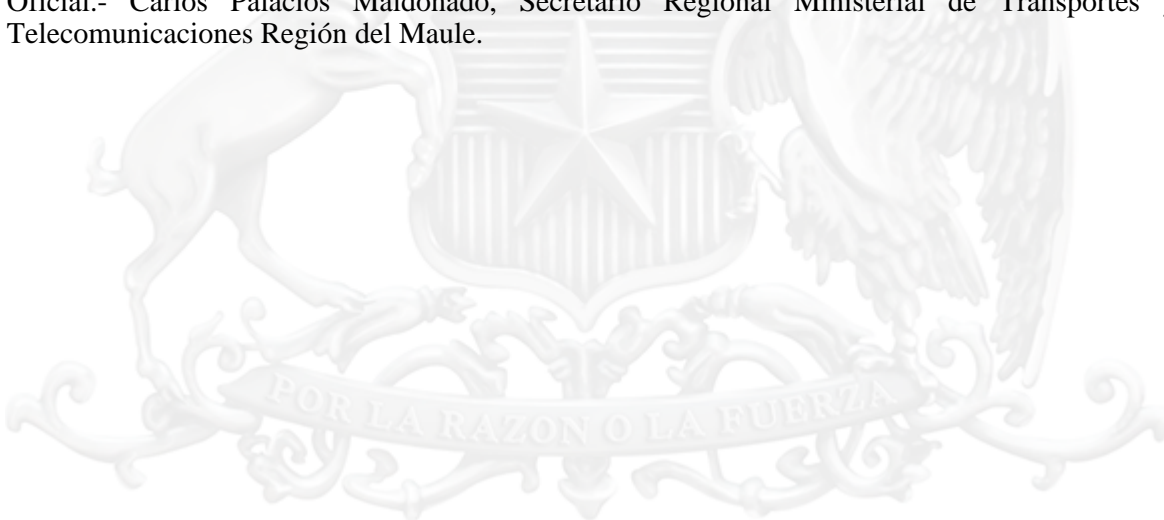 Oficial.- Carlos Palacios Maldonado, Secretario Regional Ministerial de Transportes
Telecomunicaciones Región del Maule.
POR LA RAZON O LA FUERZA